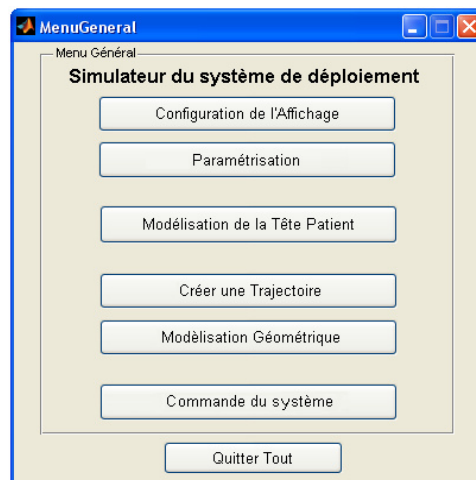 MenuGeneral
Menu Général
Simulateur du système de déploiement
Configuration de l'Affichage
Paramétrisation
Modélisation de la Tête Patient
Créer une Trajectoire
Modèlisation Géométrique
Commande du système
Quitter Tout